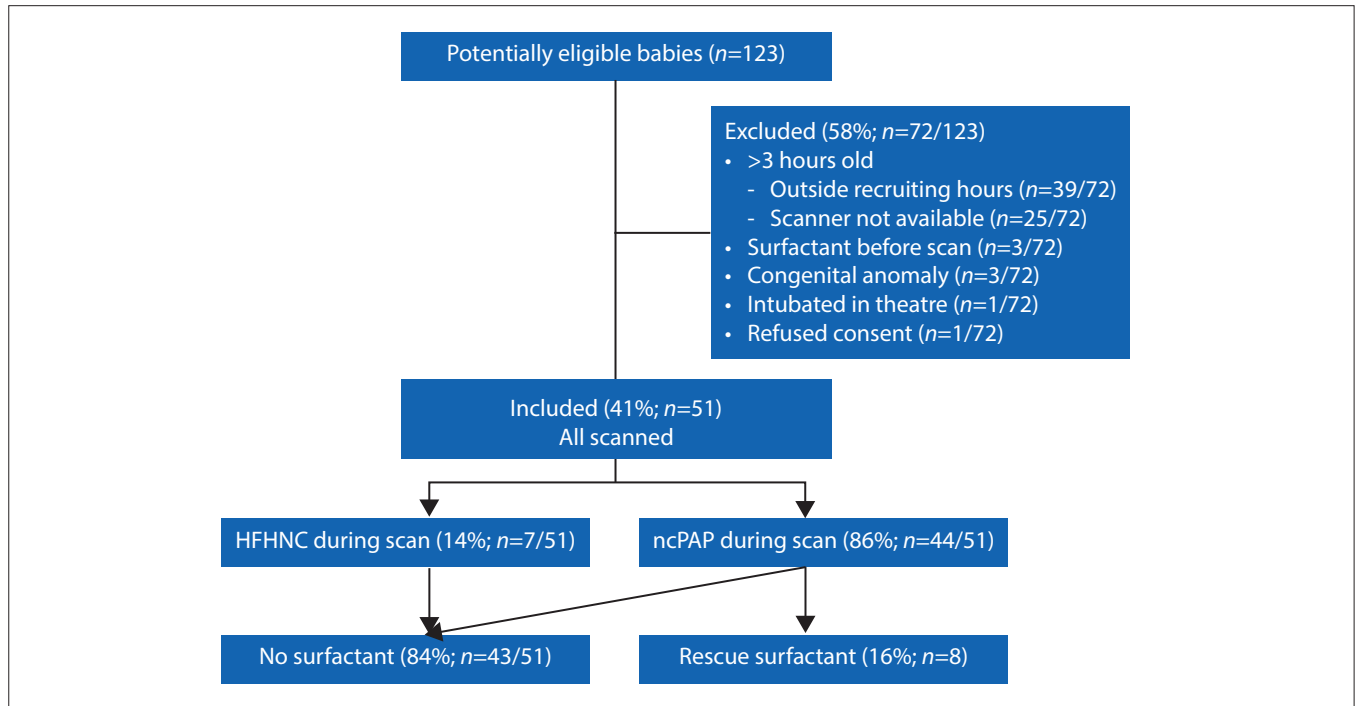 Potentially eligible babies (n=123)
Excluded (58%; n=72/123)
• >3 hours old
- Outside recruiting hours (n=39/72)
- Scanner not available (n=25/72)
• Surfactant before scan (n=3/72)
• Congenital anomaly (n=3/72)
• Intubated in theatre (n=1/72)
• Refused consent (n=1/72)
Included (41%; n=51)
All scanned
HFHNC during scan (14%; n=7/51)
ncPAP during scan (86%; n=44/51)
No surfactant (84%; n=43/51)
Rescue surfactant (16%; n=8)